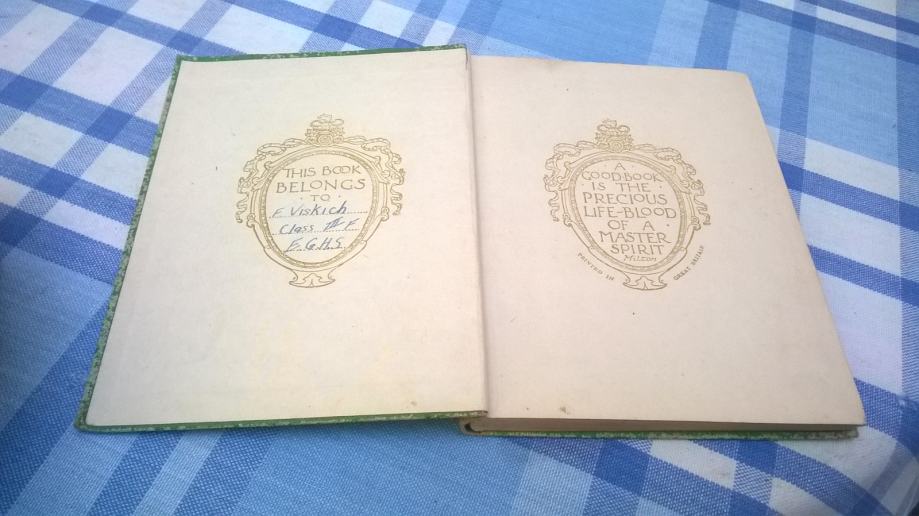 THIS BOOK
BELONGS
TO
E Viskich
Class III F
E.G.H.S.
A
GOOD BOOK
IS THE
PRECIOUS
LIFE-BLOOD
OF A
MASTER
SPIRIT
Milton
PRINTED IN GREAT BRITAIN